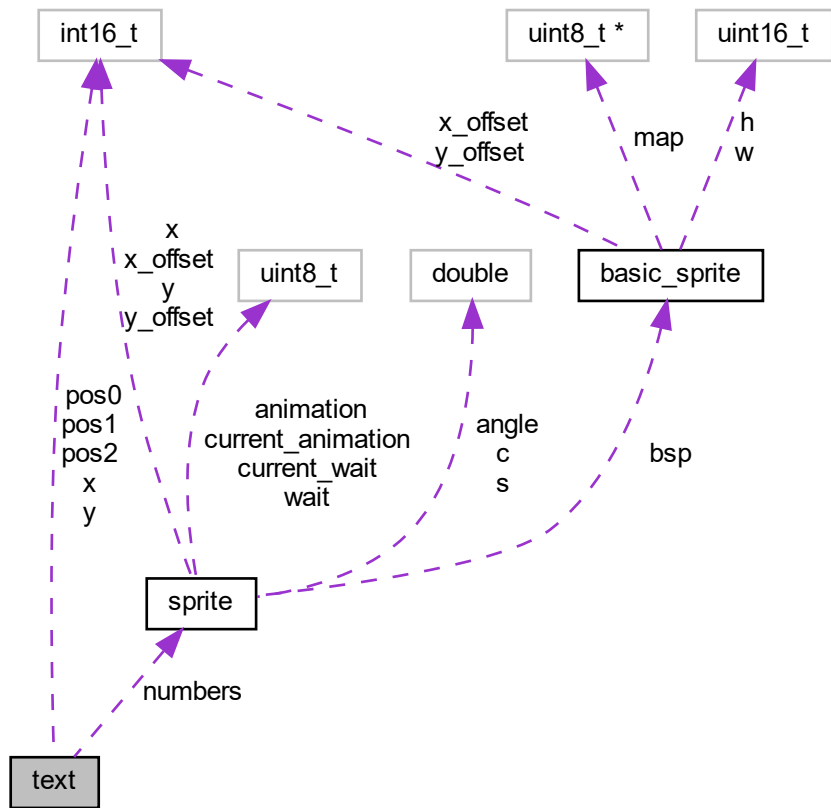 int16_t
uint8_t *
uint16_t
x_offset
y_offset
map
h
w
x
x_offset
y
y_offset
uint8_t
double
basic_sprite
pos0
pos1
pos2
x
y
animation
current_animation
current_wait
wait
angle
c
s
bsp
sprite
numbers
text